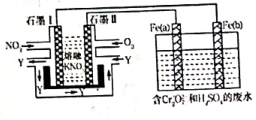 石墨Ⅰ 石墨Ⅱ
Fe(a) Fe(b)
NO₂ O₂
熔融
KNO₃
Y Y
Y
含Cr₂O₇²⁻和H₂SO₄的废水